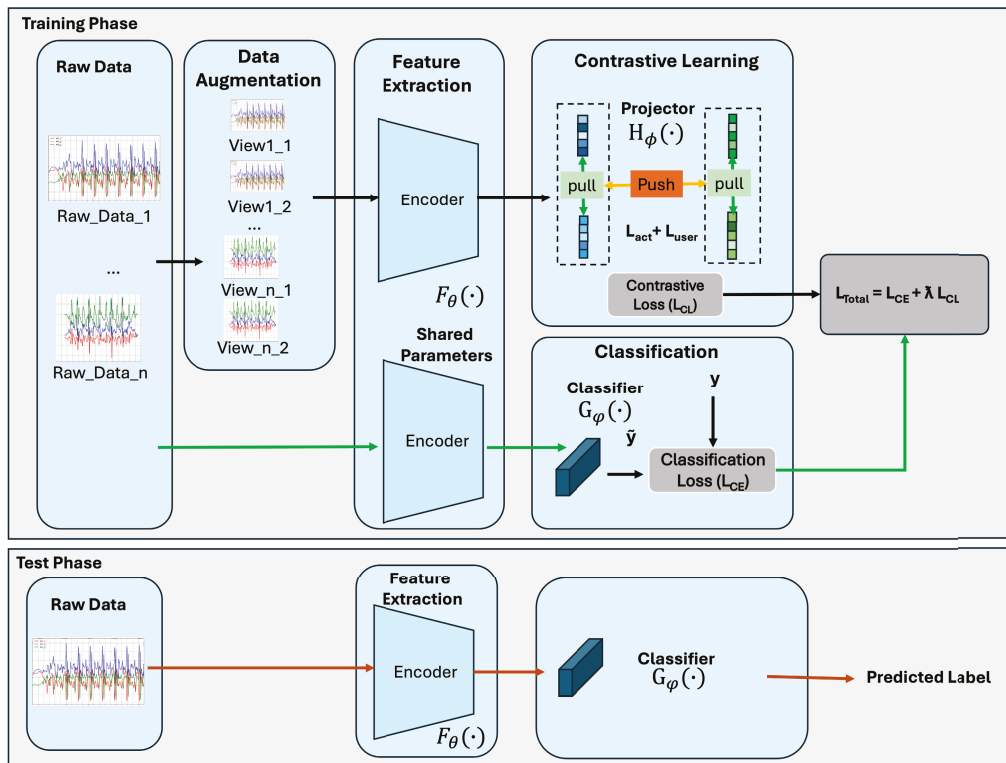 Training Phase
Raw Data
Raw_Data_1
...
Raw_Data_n
Data
Augmentation
View1_1
View1_2
...
View_n_1
View_n_2
Feature
Extraction
Encoder
F_θ(·)
Shared
Parameters
Encoder
Contrastive Learning
Projector
H_ϕ(·)
pull
Push
pull
L_act + L_user
Contrastive
Loss (L_CL)
Classification
Classifier
G_φ(·)
ỹ
y
Classification
Loss (L_CE)
L_Total = L_CE + ƛ L_CL
Test Phase
Raw Data
Feature
Extraction
Encoder
F_θ(·)
Classifier
G_φ(·)
Predicted Label